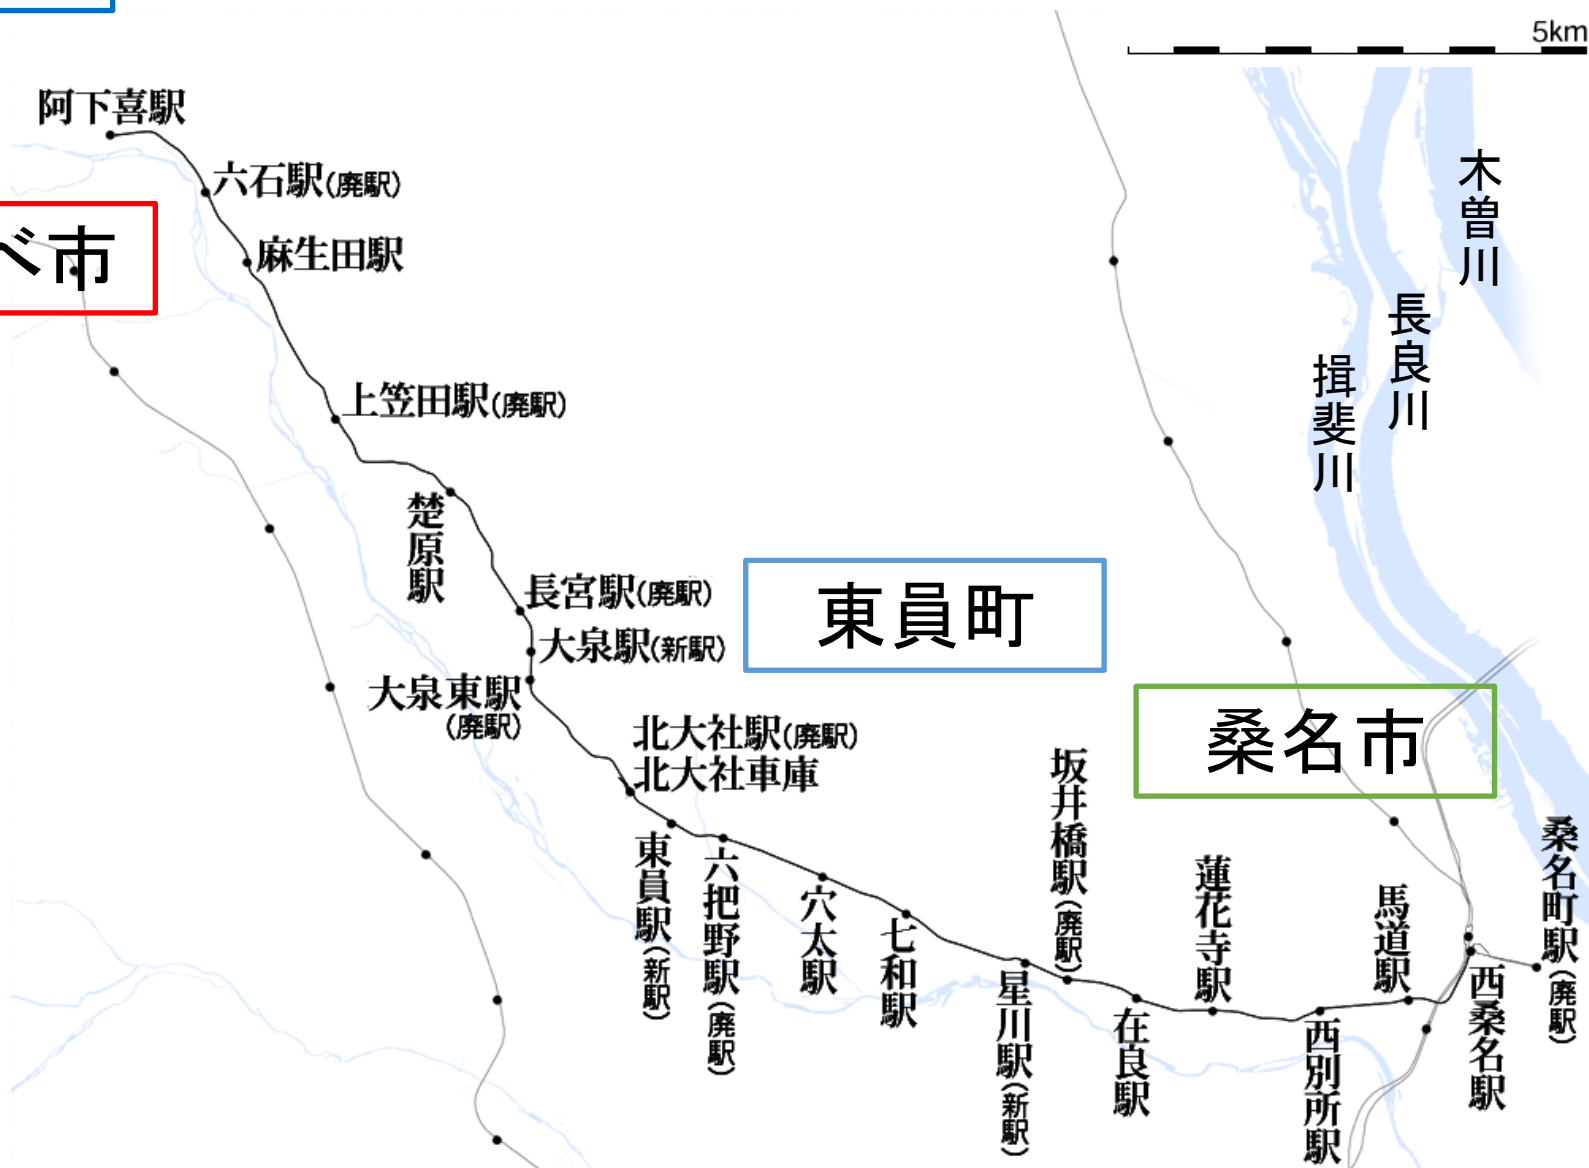 5km
阿下喜駅
六石駅(廃駅)
べ市
麻生田駅
木曽川
長良川
揖斐川
上笠田駅(廃駅)
楚原駅
長宮駅(廃駅)
大泉駅(新駅)
大泉東駅
(廃駅)
東員町
桑名市
北大社駅(廃駅)
北大社車庫
東員駅(新駅)
六把野駅(廃駅)
穴太駅
七和駅
星川駅(新駅)
坂井橋駅(廃駅)
在良駅
蓮花寺駅
西別所駅
馬道駅
西桑名駅
桑名町駅(廃駅)